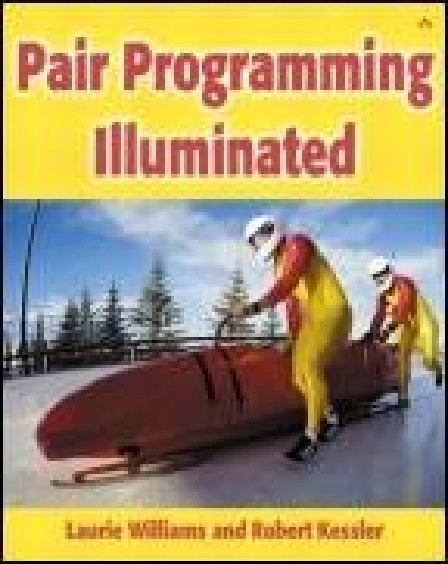 Pair Programming
Illuminated
Laurie Williams and Robert Kessler